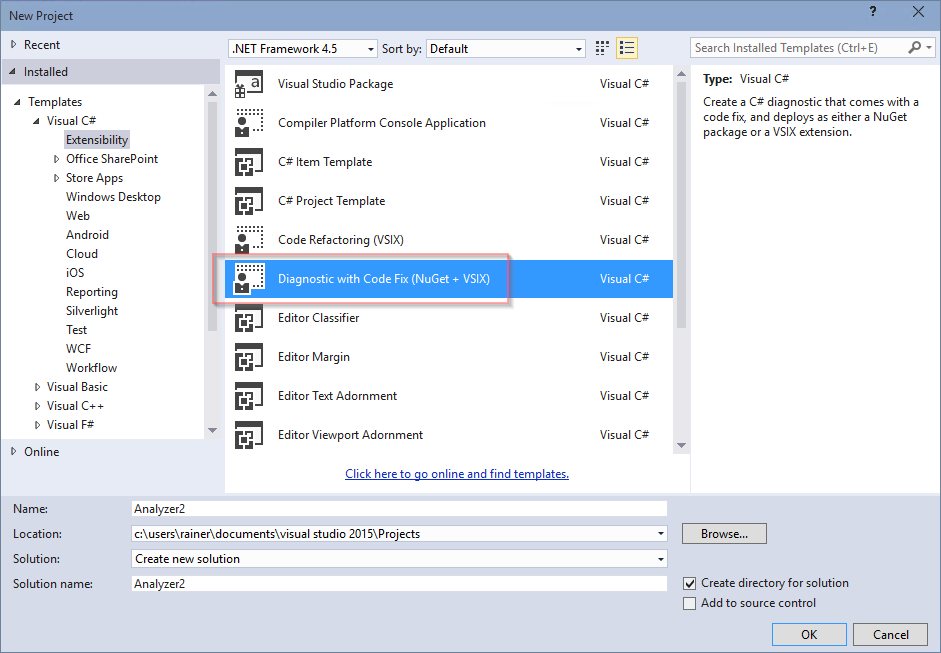 New Project
?
Recent
.NET Framework 4.5
Sort by:
Default
Search Installed Templates (Ctrl+E)
Installed
Templates
Visual C#
Extensibility
Office SharePoint
Store Apps
Windows Desktop
Web
Android
Cloud
iOS
Reporting
Silverlight
Test
WCF
Workflow
Visual Basic
Visual C++
Visual F#
Online
Visual Studio Package Visual C#
Compiler Platform Console Application Visual C#
C# Item Template Visual C#
C# Project Template Visual C#
Code Refactoring (VSIX) Visual C#
Diagnostic with Code Fix (NuGet + VSIX) Visual C#
Editor Classifier Visual C#
Editor Margin Visual C#
Editor Text Adornment Visual C#
Editor Viewport Adornment Visual C#
Click here to go online and find templates.
Type: Visual C#
Create a C# diagnostic that comes with a
code fix, and deploys as either a NuGet
package or a VSIX extension.
Name: Analyzer2
Location: c:\users\rainer\documents\visual studio 2015\Projects
Browse...
Solution: Create new solution
Solution name: Analyzer2
Create directory for solution
Add to source control
OK
Cancel